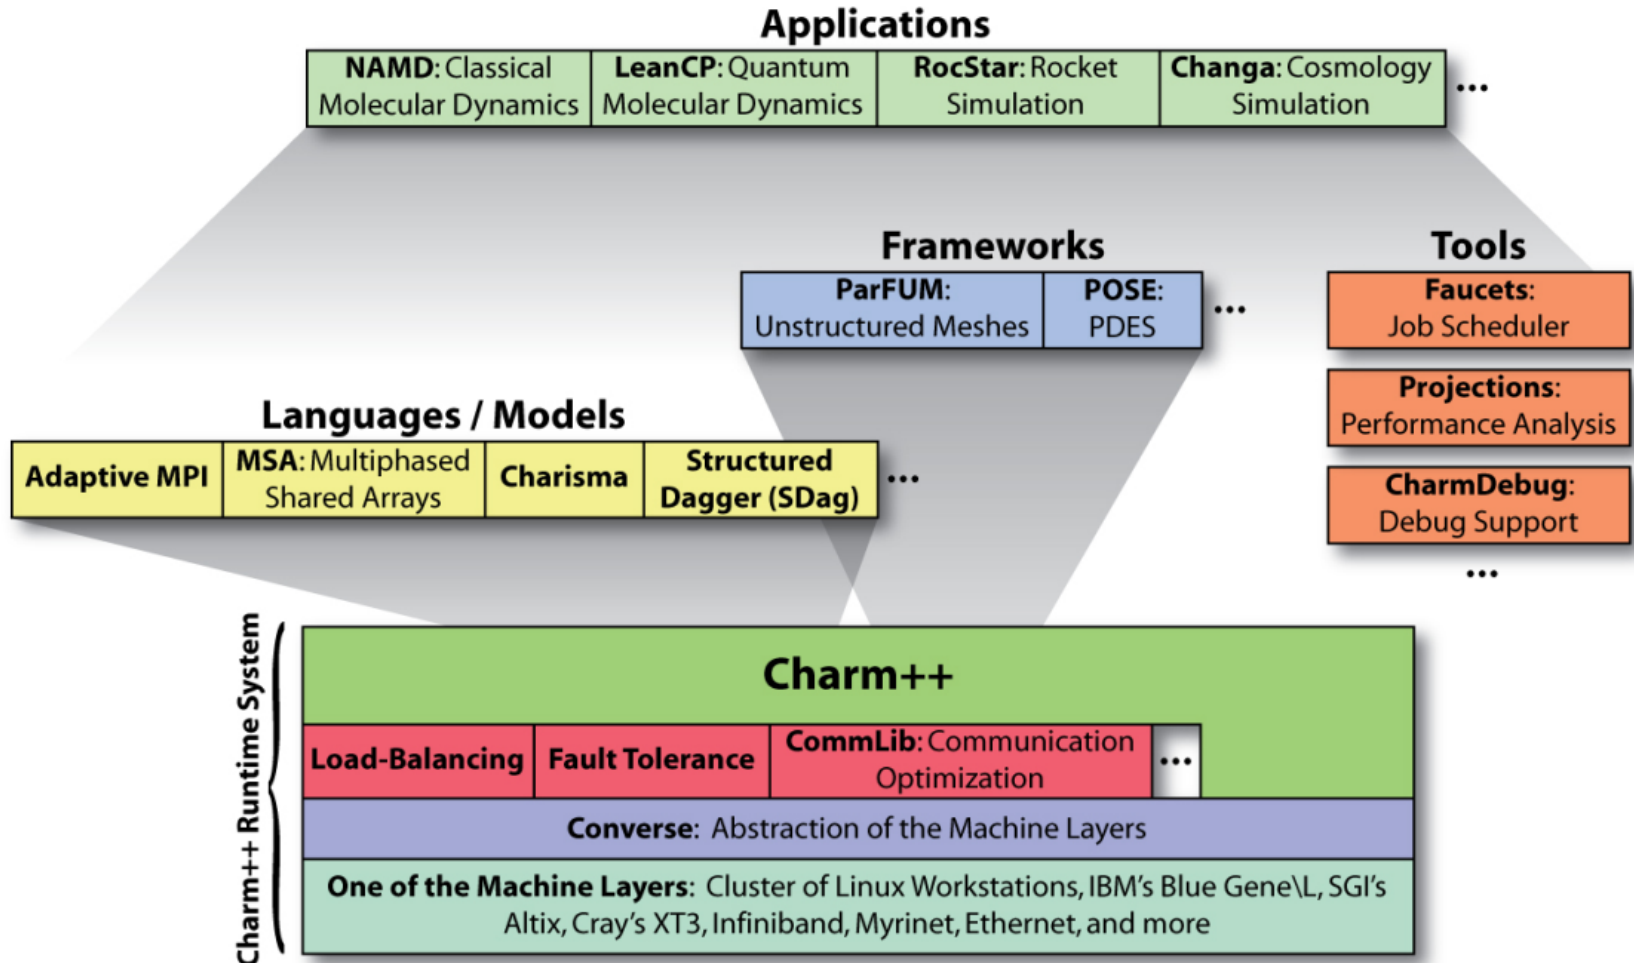 Applications
NAMD: Classical
Molecular Dynamics
LeanCP: Quantum
Molecular Dynamics
RocStar: Rocket
Simulation
Changa: Cosmology
Simulation
...
Frameworks
ParFUM:
Unstructured Meshes
POSE:
PDES
...
Tools
Faucets:
Job Scheduler
Projections:
Performance Analysis
CharmDebug:
Debug Support
...
Languages / Models
Adaptive MPI
MSA: Multiphased
Shared Arrays
Charisma
Structured
Dagger (SDag)
...
Charm++ Runtime System
Charm++
Load-Balancing
Fault Tolerance
CommLib: Communication
Optimization
...
Converse: Abstraction of the Machine Layers
One of the Machine Layers: Cluster of Linux Workstations, IBM's Blue Gene\L, SGI's
Altix, Cray's XT3, Infiniband, Myrinet, Ethernet, and more